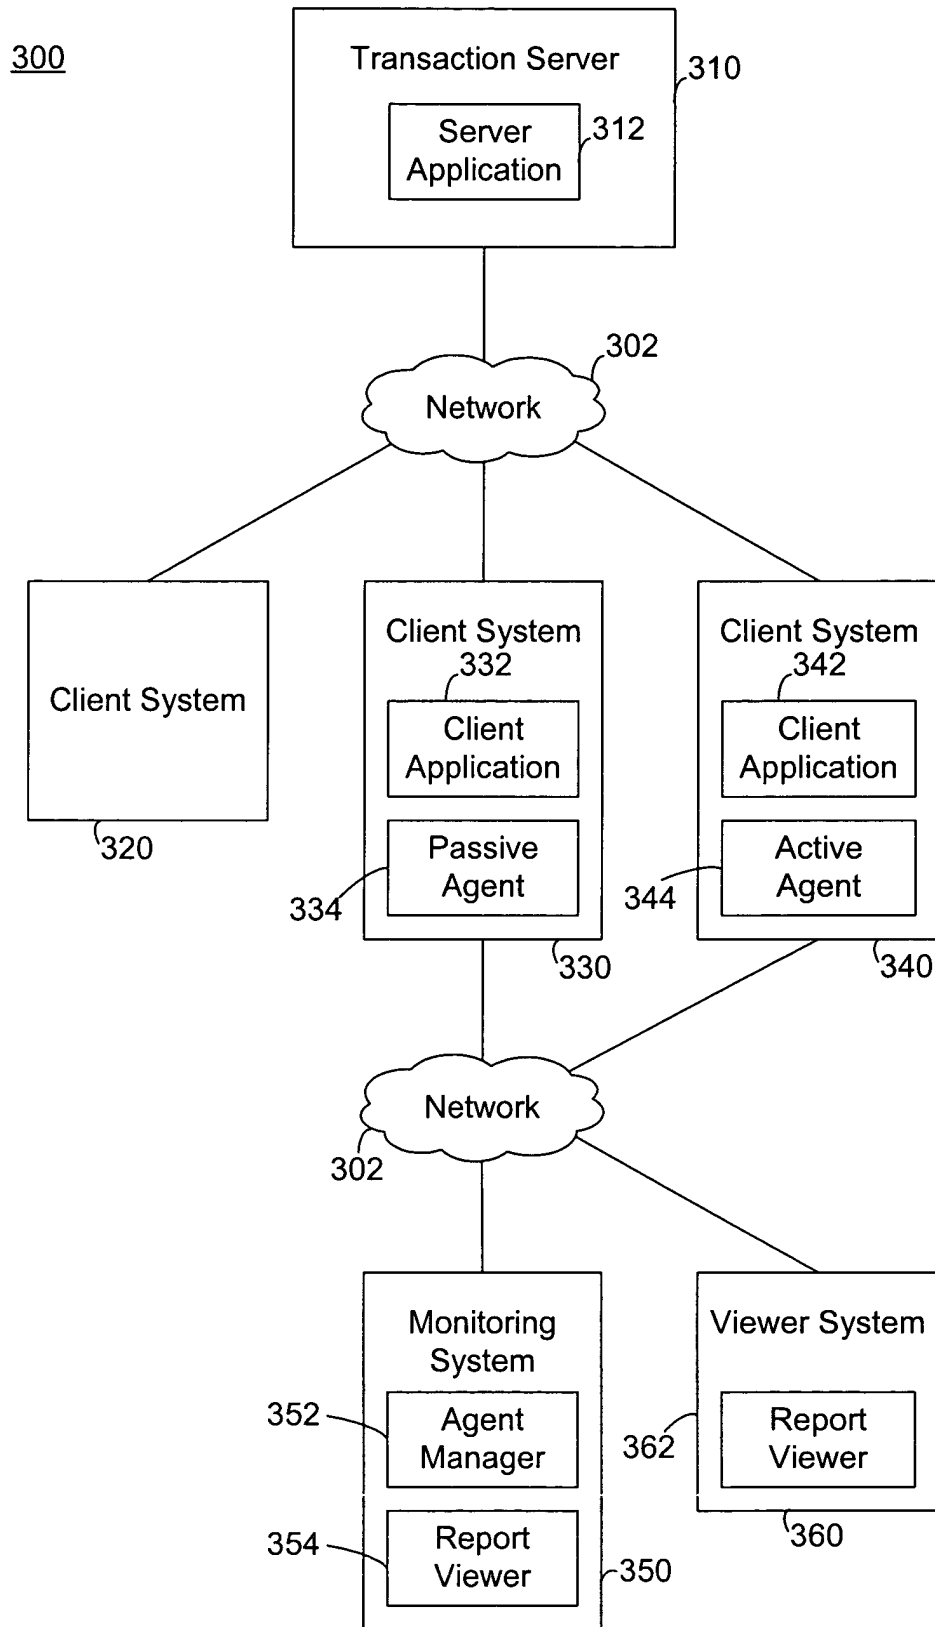 300
Transaction Server
310
Server
Application
312
302
Network
Client System
320
Client System
332
Client
Application
Passive
Agent
334
330
Client System
342
Client
Application
Active
Agent
344
340
Network
302
Monitoring
System
352
Agent
Manager
354
Report
Viewer
350
Viewer System
362
Report
Viewer
360